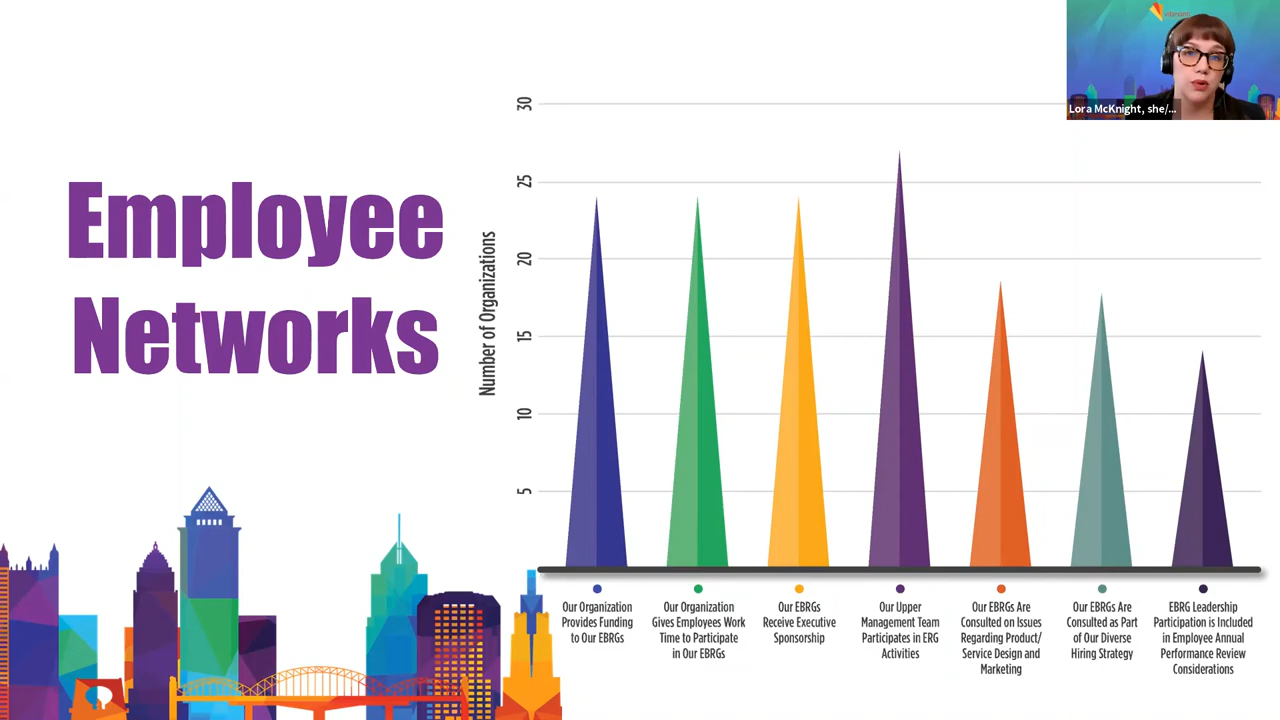 Employee
Networks
vibrant
Lora McKnight, she/...
Number of Organizations
30
25
20
15
10
5
Our Organization
Provides Funding
to Our EBRGs
Our Organization
Gives Employees Work
Time to Participate
in Our EBRGs
Our EBRGs
Receive Executive
Sponsorship
Our Upper
Management Team
Participates in ERG
Activities
Our EBRGs Are
Consulted on Issues
Regarding Product/
Service Design and
Marketing
Our EBRGs Are
Consulted as Part
of Our Diverse
Hiring Strategy
EBRG Leadership
Participation is Included
in Employee Annual
Performance Review
Considerations